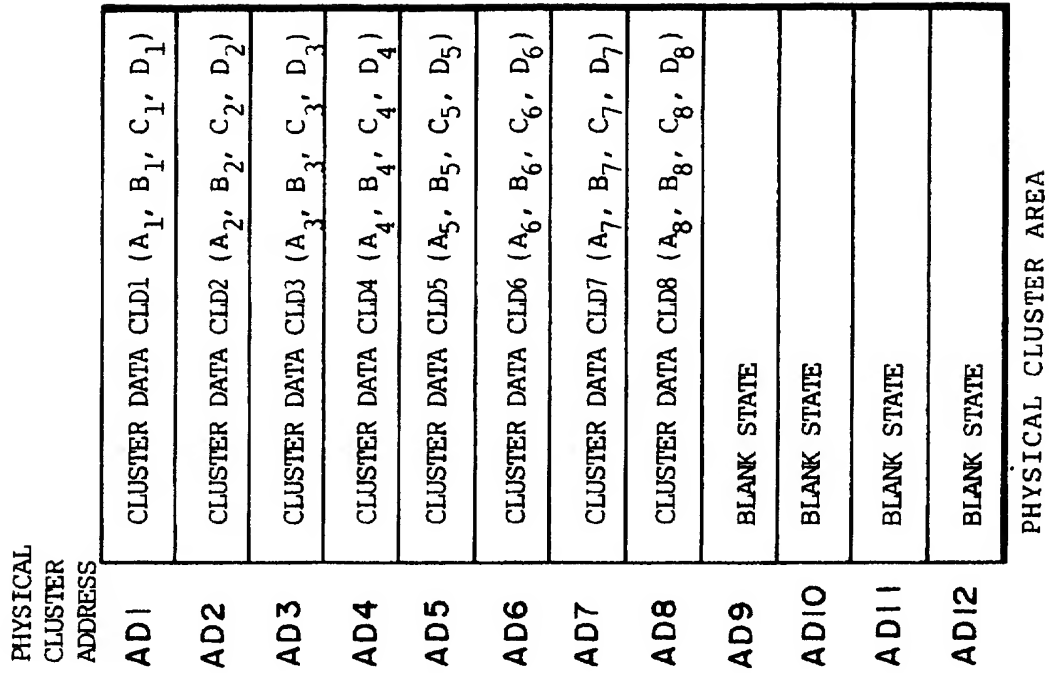 PHYSICAL
CLUSTER
ADDRESS
AD1 CLUSTER DATA CLD1 (A1, B1, C1, D1)
AD2 CLUSTER DATA CLD2 (A2, B2, C2, D2)
AD3 CLUSTER DATA CLD3 (A3, B3, C3, D3)
AD4 CLUSTER DATA CLD4 (A4, B4, C4, D4)
AD5 CLUSTER DATA CLD5 (A5, B5, C5, D5)
AD6 CLUSTER DATA CLD6 (A6, B6, C6, D6)
AD7 CLUSTER DATA CLD7 (A7, B7, C7, D7)
AD8 CLUSTER DATA CLD8 (A8, B8, C8, D8)
AD9 BLANK STATE
AD10 BLANK STATE
AD11 BLANK STATE
AD12 BLANK STATE
PHYSICAL CLUSTER AREA